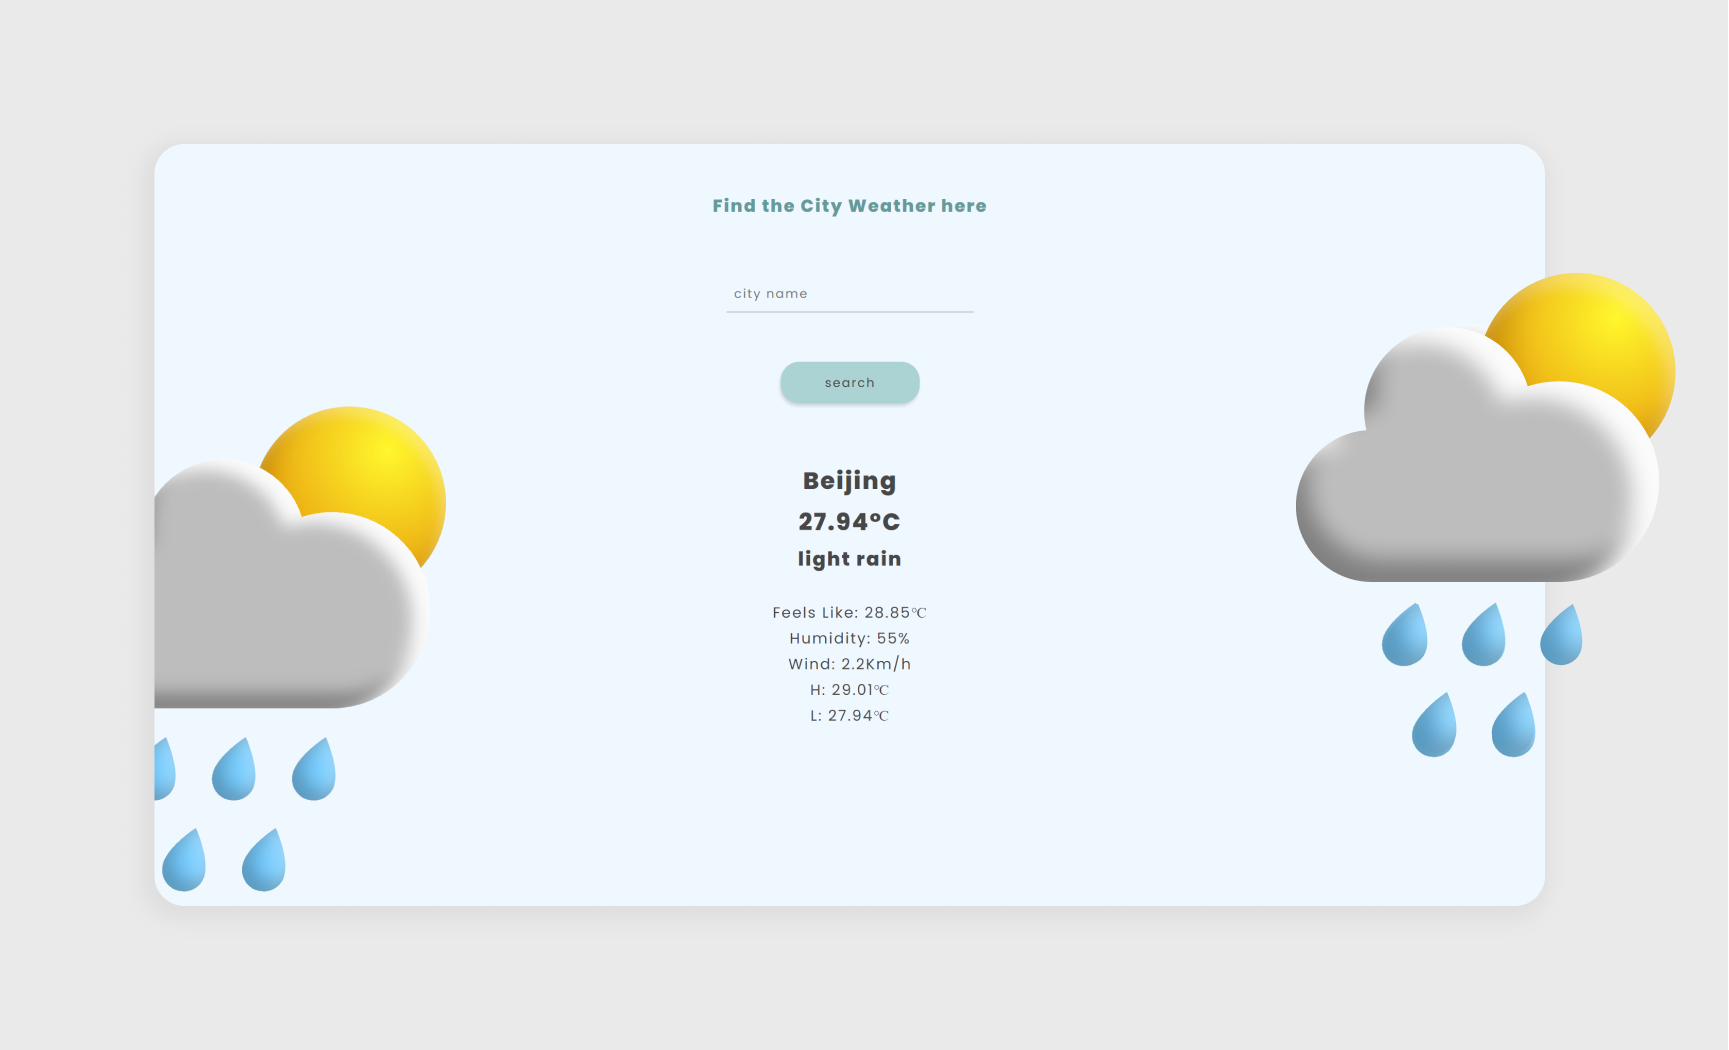 Find the City Weather here
city name
search
Beijing
27.94°C
light rain
Feels Like: 28.85℃
Humidity: 55%
Wind: 2.2Km/h
H: 29.01℃
L: 27.94℃